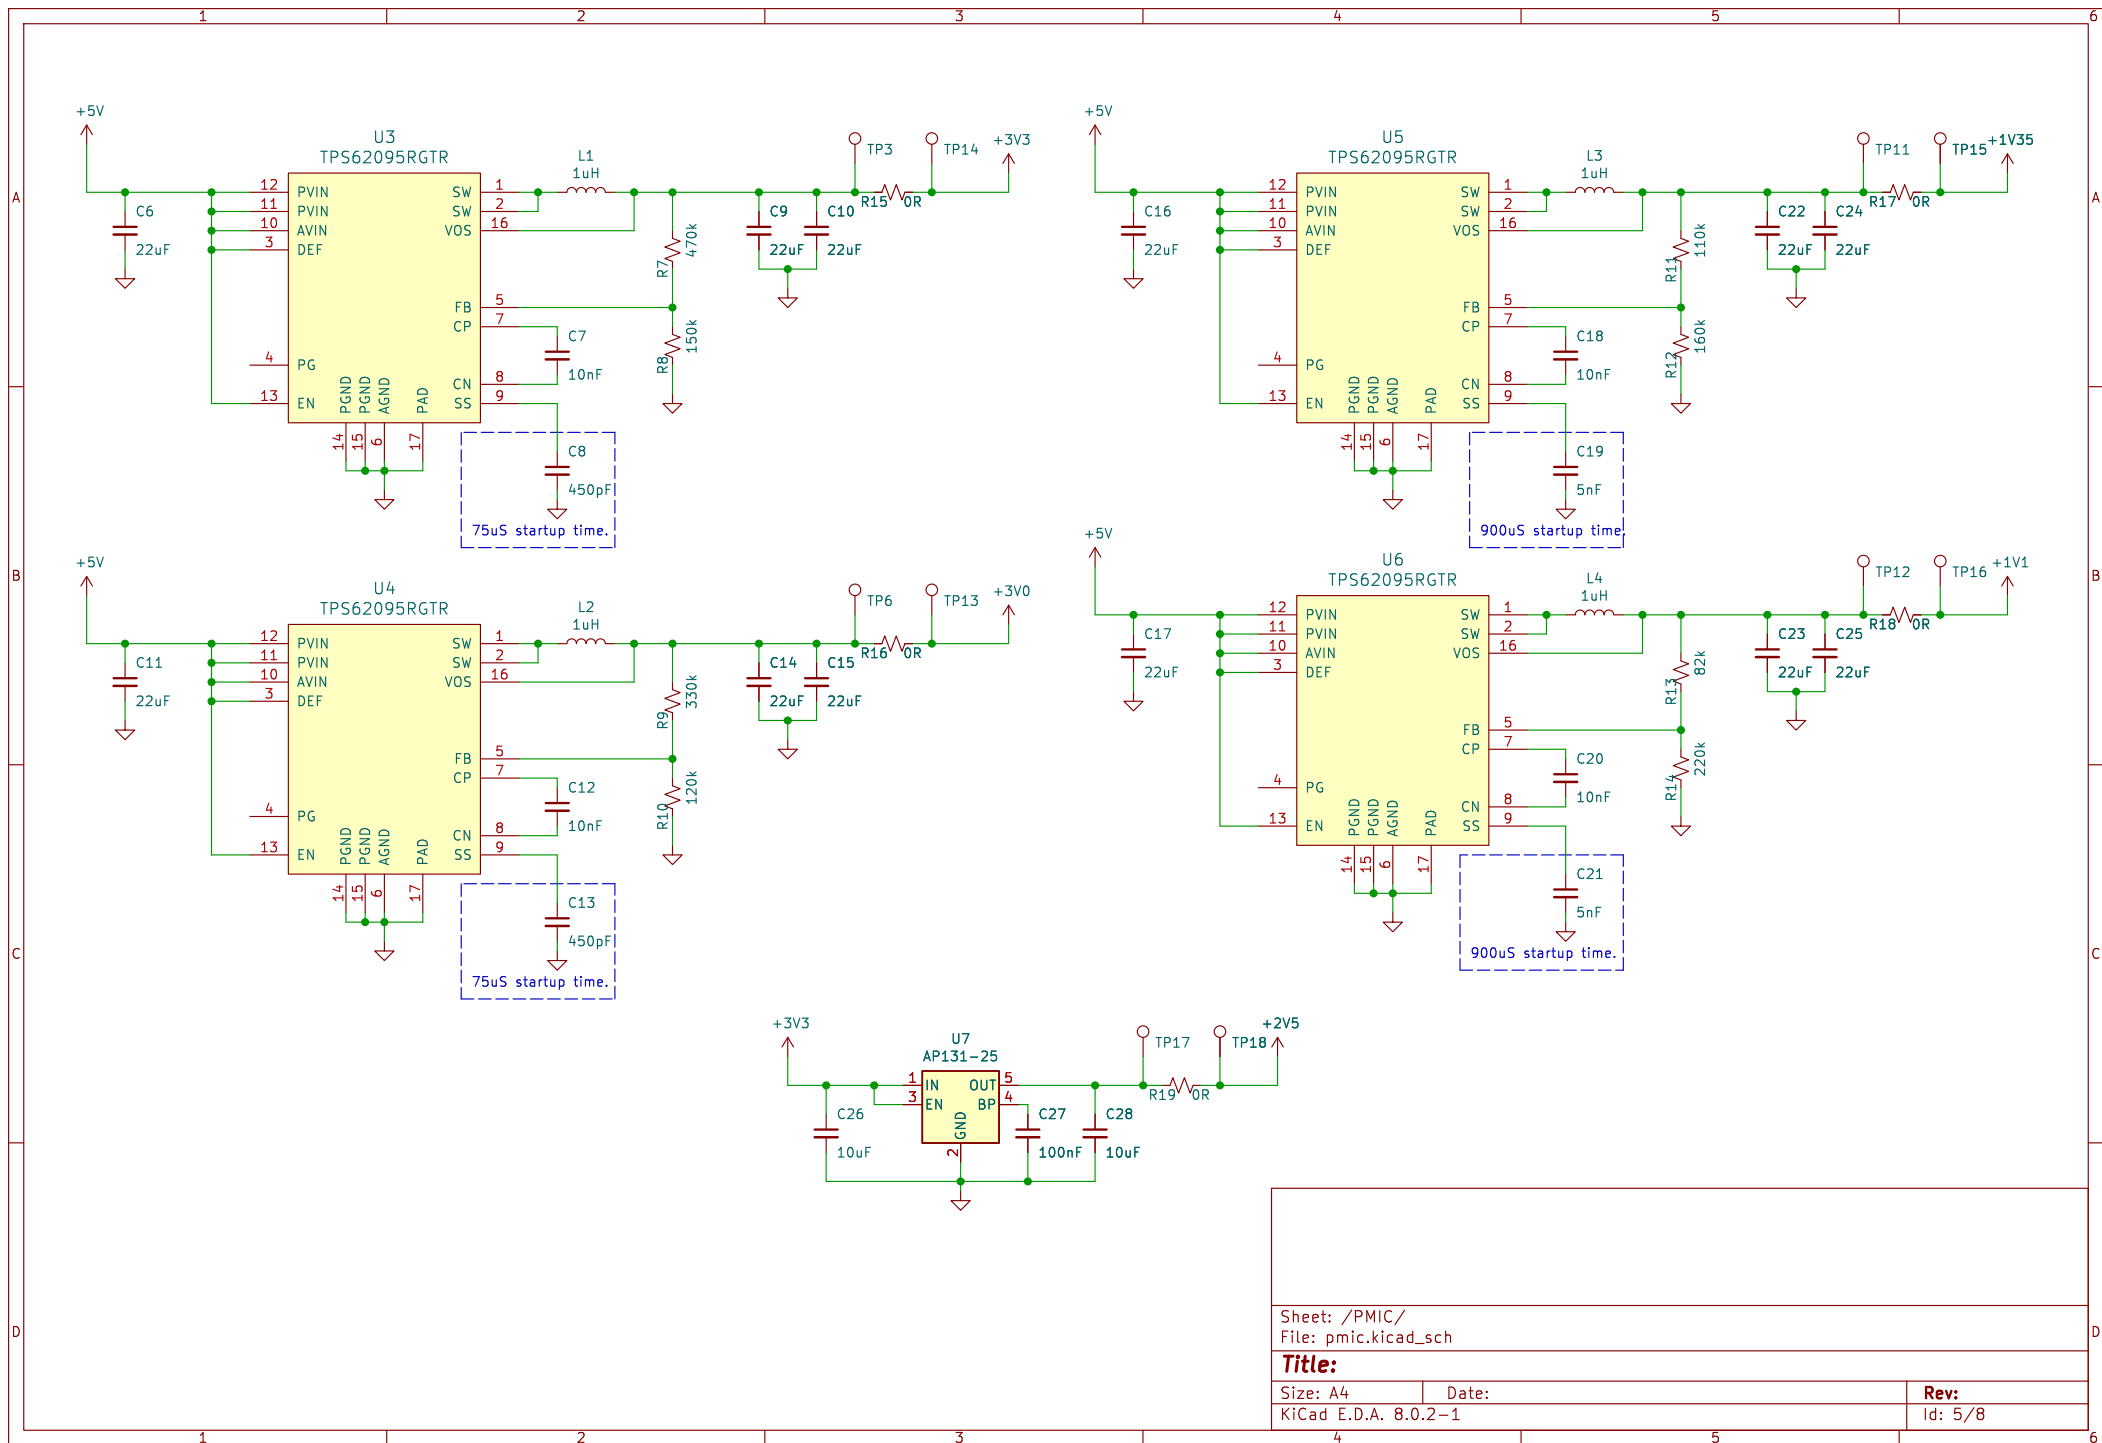 1 2 3 4 5 6
A
B
C
D
+5V
U3
TPS62095RGTR
12 PVIN
11 PVIN
10 AVIN
3 DEF
4 PG
13 EN
SW 1
SW 2
VOS 16
FB 5
CP 7
CN 8
SS 9
PGND 14
PGND 15
AGND 6
PAD 17
C6
22uF
L1
1uH
R7 470k
R8 150k
C7
10nF
C8
450pF
75uS startup time.
C9
22uF
C10
22uF
TP3
R15 0R
TP14
+3V3
+5V
U5
TPS62095RGTR
12 PVIN
11 PVIN
10 AVIN
3 DEF
4 PG
13 EN
SW 1
SW 2
VOS 16
FB 5
CP 7
CN 8
SS 9
PGND 14
PGND 15
AGND 6
PAD 17
C16
22uF
L3
1uH
R11 110k
R12 160k
C18
10nF
C19
5nF
900uS startup time.
C22
22uF
C24
22uF
TP11
R17 0R
TP15
+1V35
+5V
U4
TPS62095RGTR
12 PVIN
11 PVIN
10 AVIN
3 DEF
4 PG
13 EN
SW 1
SW 2
VOS 16
FB 5
CP 7
CN 8
SS 9
PGND 14
PGND 15
AGND 6
PAD 17
C11
22uF
L2
1uH
R9 330k
R10 120k
C12
10nF
C13
450pF
75uS startup time.
C14
22uF
C15
22uF
TP6
R16 0R
TP13
+3V0
+5V
U6
TPS62095RGTR
12 PVIN
11 PVIN
10 AVIN
3 DEF
4 PG
13 EN
SW 1
SW 2
VOS 16
FB 5
CP 7
CN 8
SS 9
PGND 14
PGND 15
AGND 6
PAD 17
C17
22uF
L4
1uH
R13 82k
R14 220k
C20
10nF
C21
5nF
900uS startup time.
C23
22uF
C25
22uF
TP12
R18 0R
TP16
+1V1
+3V3
U7
AP131-25
1 IN
3 EN
OUT 5
BP 4
GND 2
C26
10uF
C27
100nF
C28
10uF
TP17
R19 0R
TP18
+2V5
Sheet: /PMIC/
File: pmic.kicad_sch
Title:
Size: A4 Date: Rev:
KiCad E.D.A. 8.0.2-1 Id: 5/8
A
B
C
D
1 2 3 4 5 6